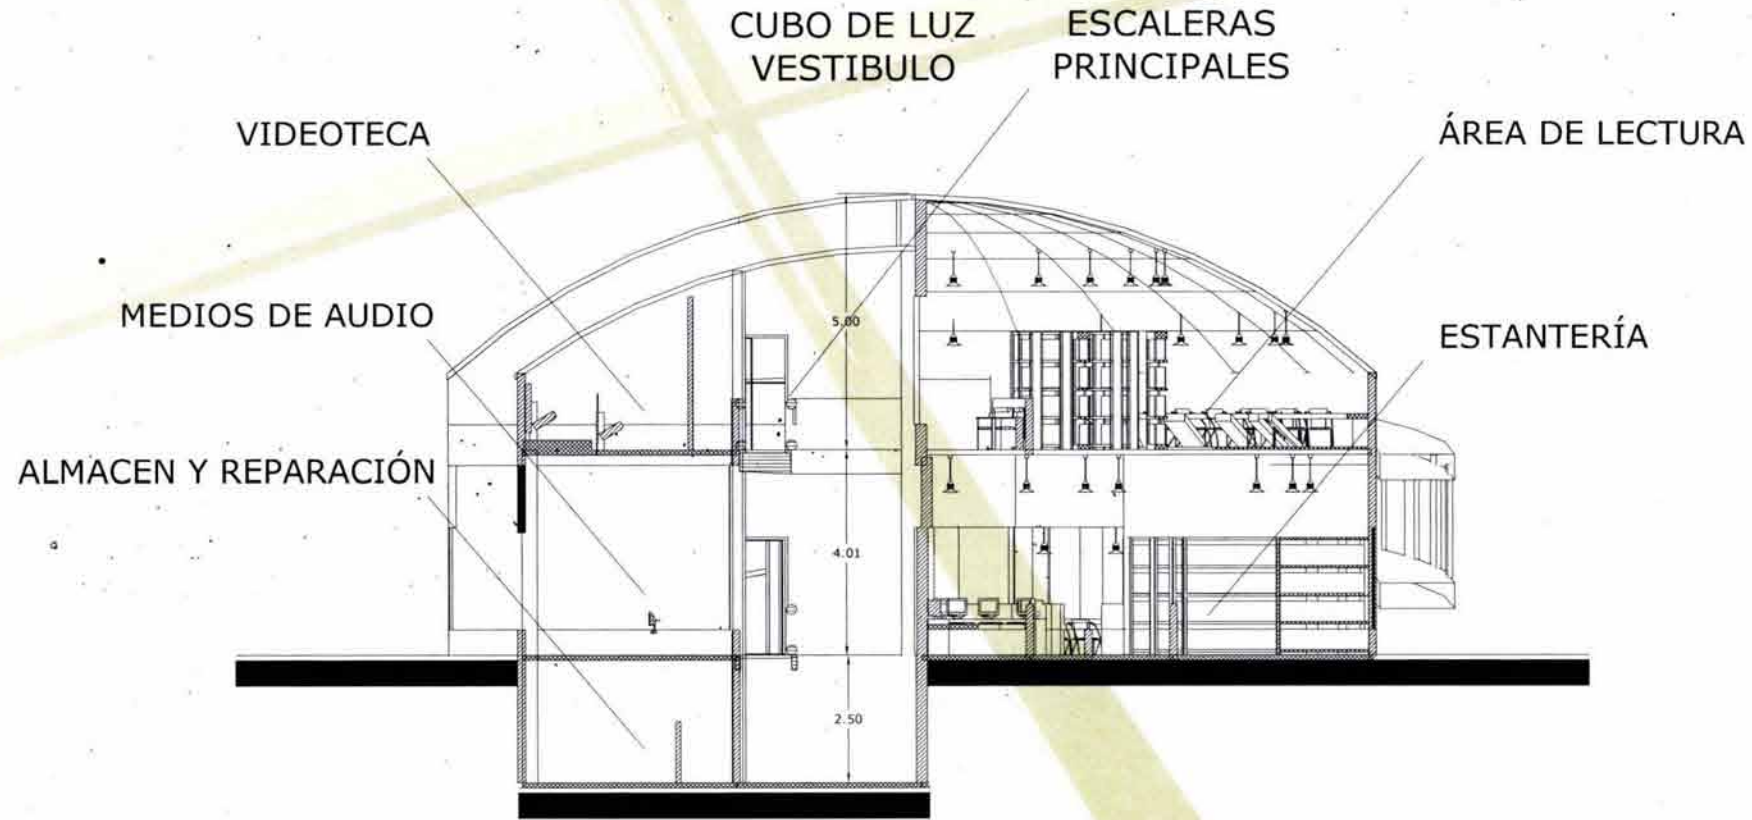 CUBO DE LUZ
VESTIBULO
ESCALERAS
PRINCIPALES
VIDEOTECA
ÁREA DE LECTURA
MEDIOS DE AUDIO
ESTANTERÍA
ALMACEN Y REPARACIÓN
5.00
4.01
2.50